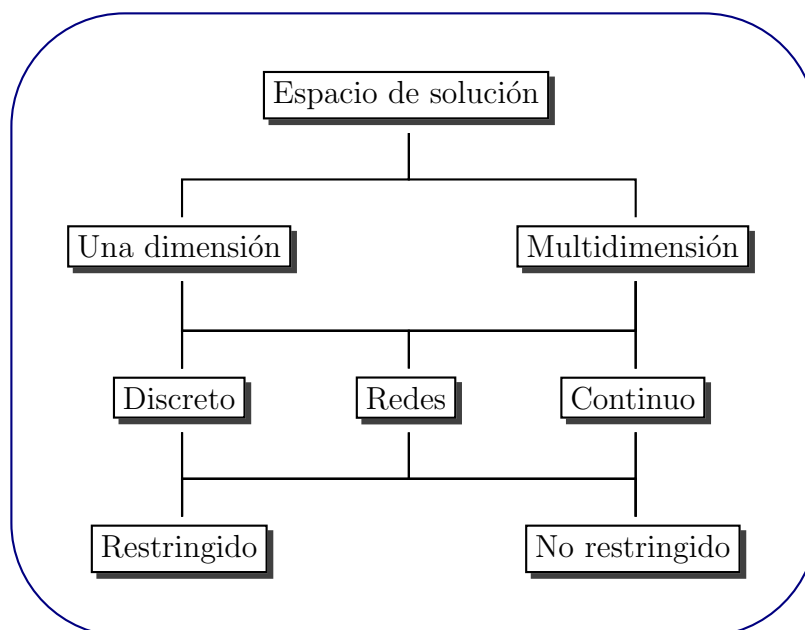 Espacio de solución
Una dimensión
Multidimensión
Discreto
Redes
Continuo
Restringido
No restringido